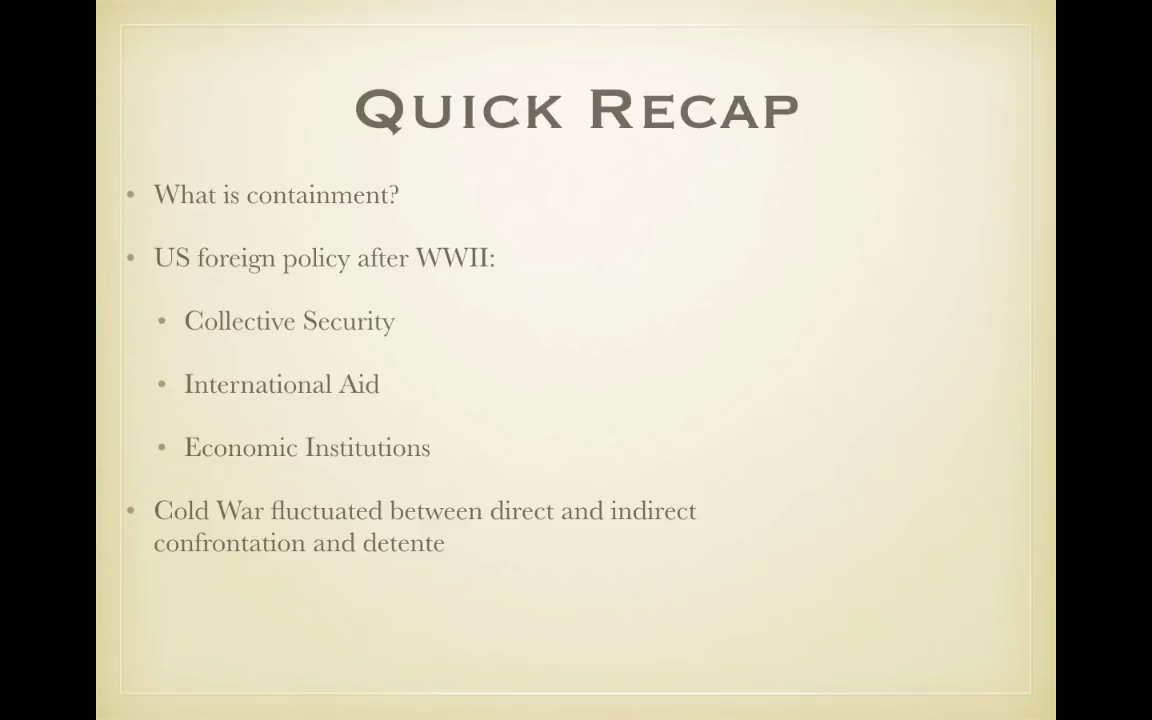 Quick Recap
• What is containment?
• US foreign policy after WWII:
• Collective Security
• International Aid
• Economic Institutions
• Cold War fluctuated between direct and indirect
confrontation and detente